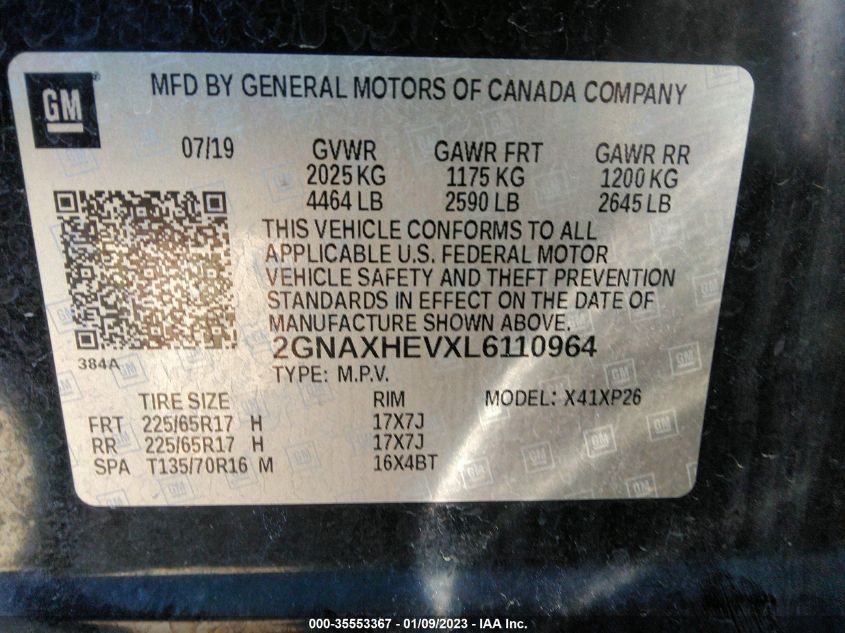 GM
MFD BY GENERAL MOTORS OF CANADA COMPANY
07/19 GVWR GAWR FRT GAWR RR
2025 KG 1175 KG 1200 KG
4464 LB 2590 LB 2645 LB
THIS VEHICLE CONFORMS TO ALL
APPLICABLE U.S. FEDERAL MOTOR
VEHICLE SAFETY AND THEFT PREVENTION
STANDARDS IN EFFECT ON THE DATE OF
MANUFACTURE SHOWN ABOVE.
384A
2GNAXHEVXL6110964
TYPE: M.P.V.
TIRE SIZE RIM MODEL: X41XP26
FRT 225/65R17 H 17X7J
RR 225/65R17 H 17X7J
SPA T135/70R16 M 16X4BT
000-35553367 - 01/09/2023 - IAA Inc.